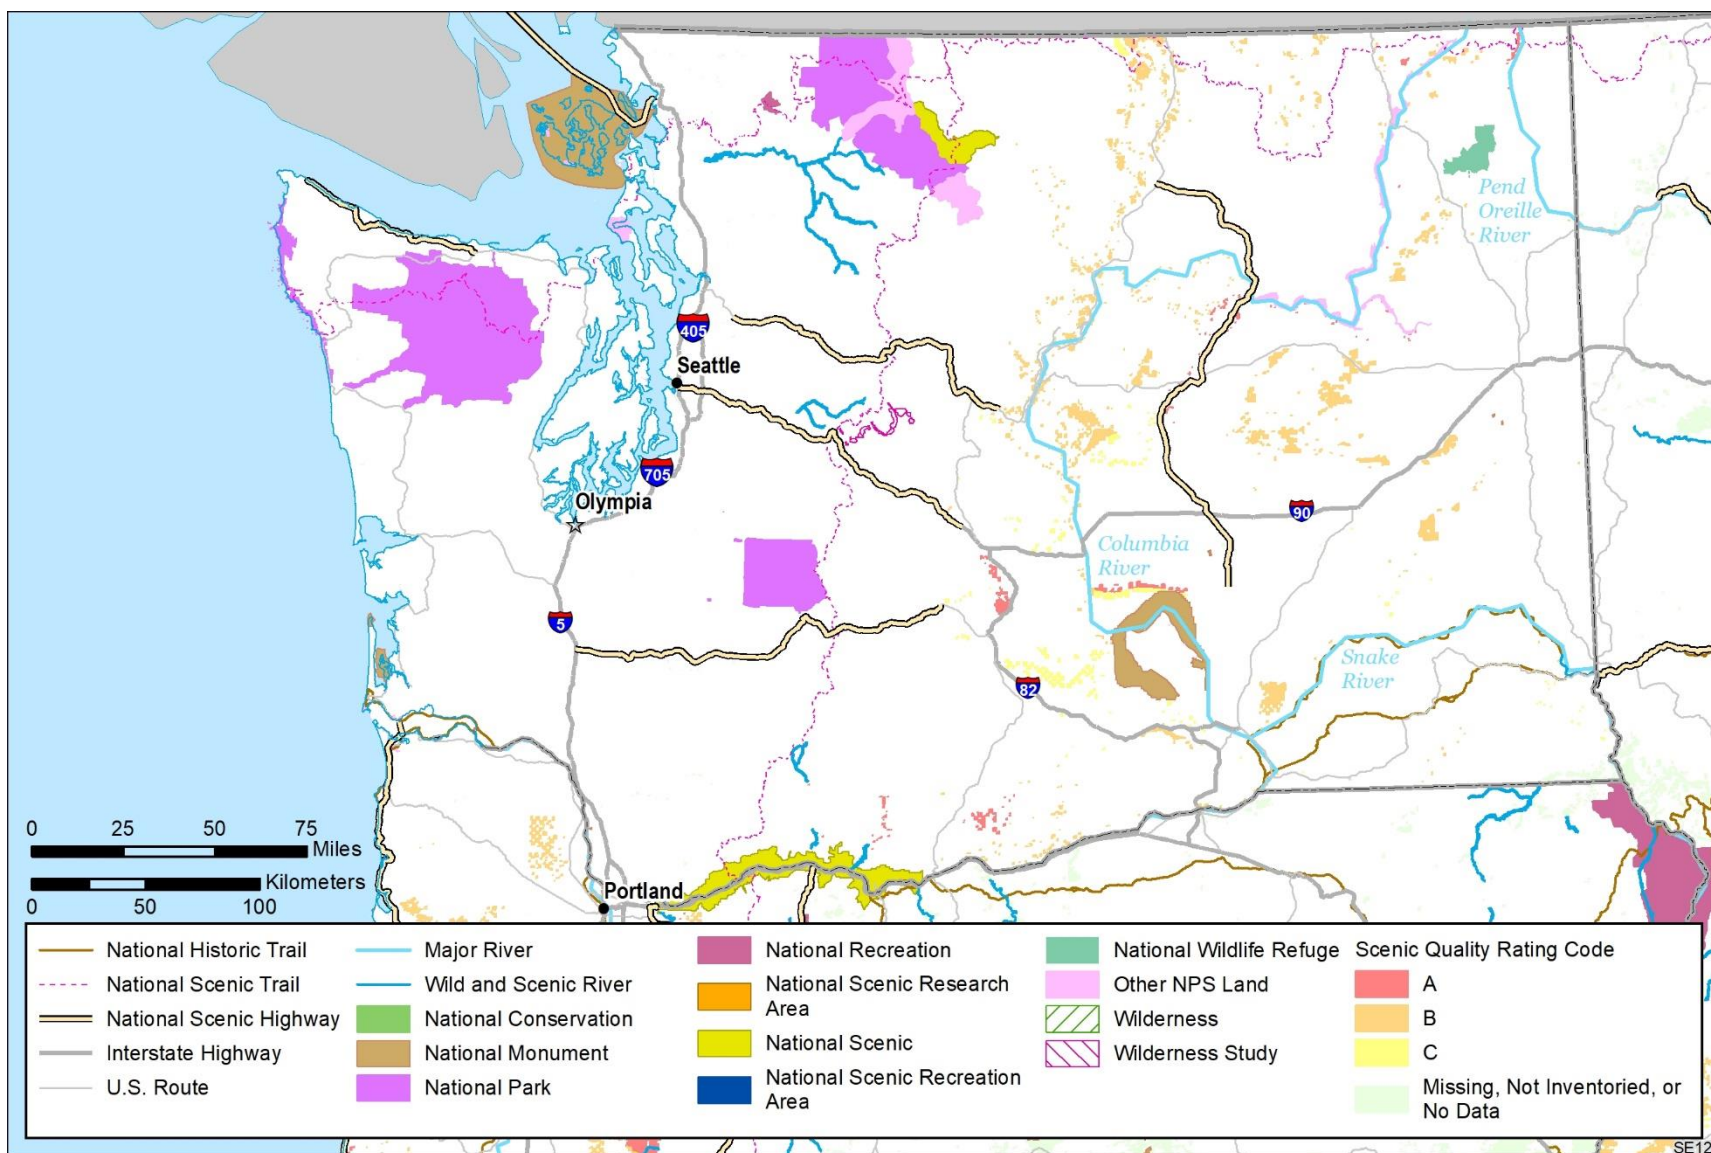 Pend
Oreille
River
405
Seattle
705
Olympia
90
Columbia
River
5
Snake
River
82
0 25 50 75
Miles
Kilometers
0 50 100
Portland
National Historic Trail
National Scenic Trail
National Scenic Highway
Interstate Highway
U.S. Route
Major River
Wild and Scenic River
National Conservation
National Monument
National Park
National Recreation
National Scenic Research
Area
National Scenic
National Scenic Recreation
Area
National Wildlife Refuge
Other NPS Land
Wilderness
Wilderness Study
Scenic Quality Rating Code
A
B
C
Missing, Not Inventoried, or
No Data
SE12